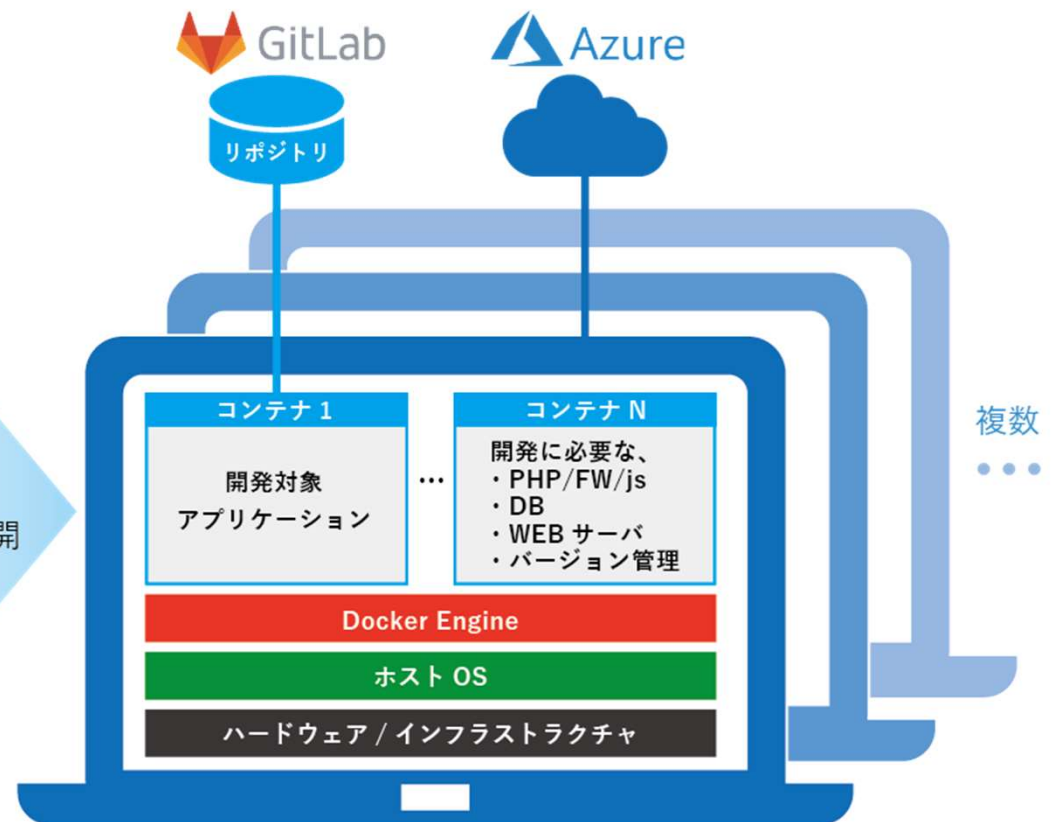 GitLab
Azure
リポジトリ
コンテナ 1
コンテナ N
開発対象
アプリケーション
…
開発に必要な、
・PHP/FW/js
・DB
・WEB サーバ
・バージョン管理
複数
•••
開
Docker Engine
ホスト OS
ハードウェア / インフラストラクチャ